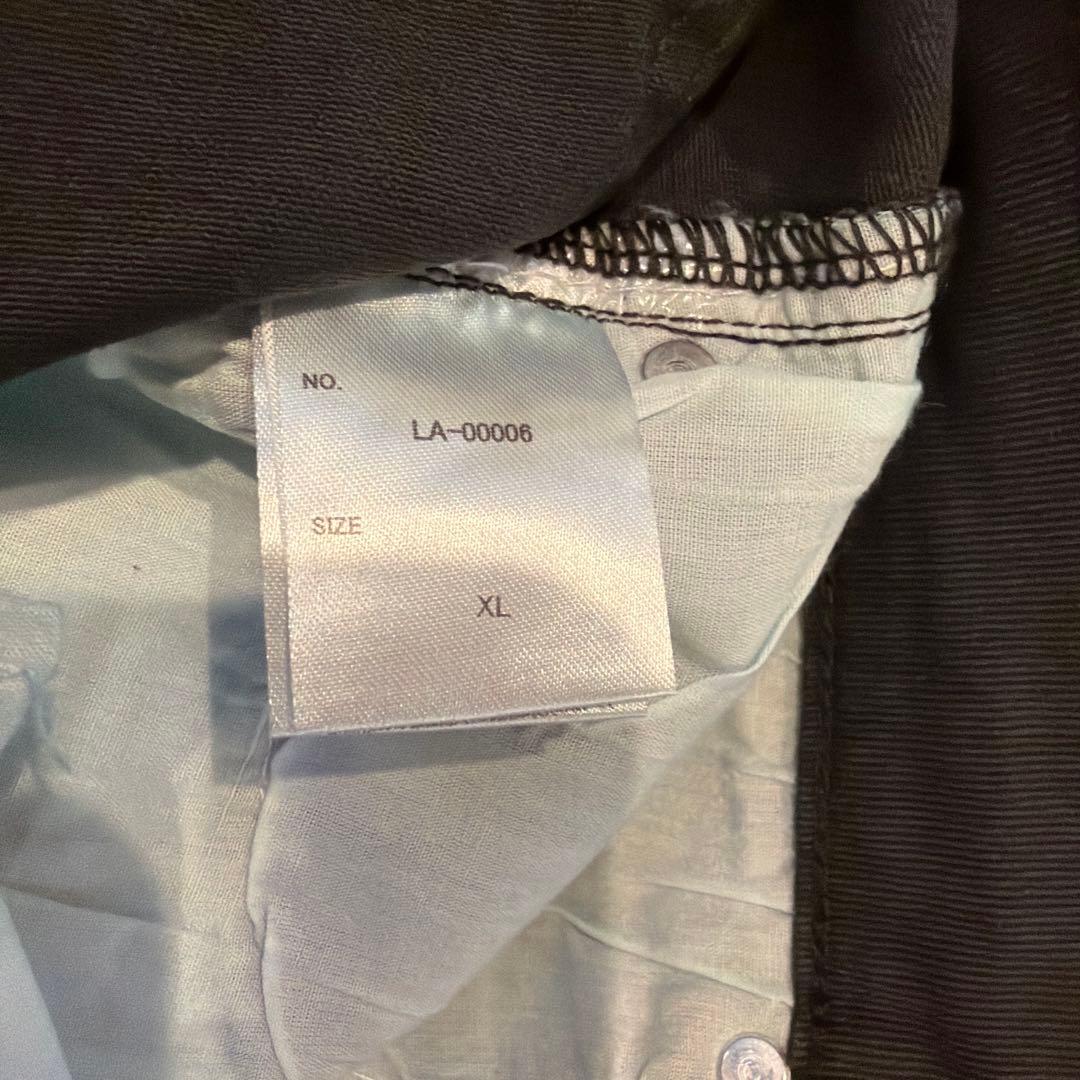 NO.
LA-00006
SIZE
XL